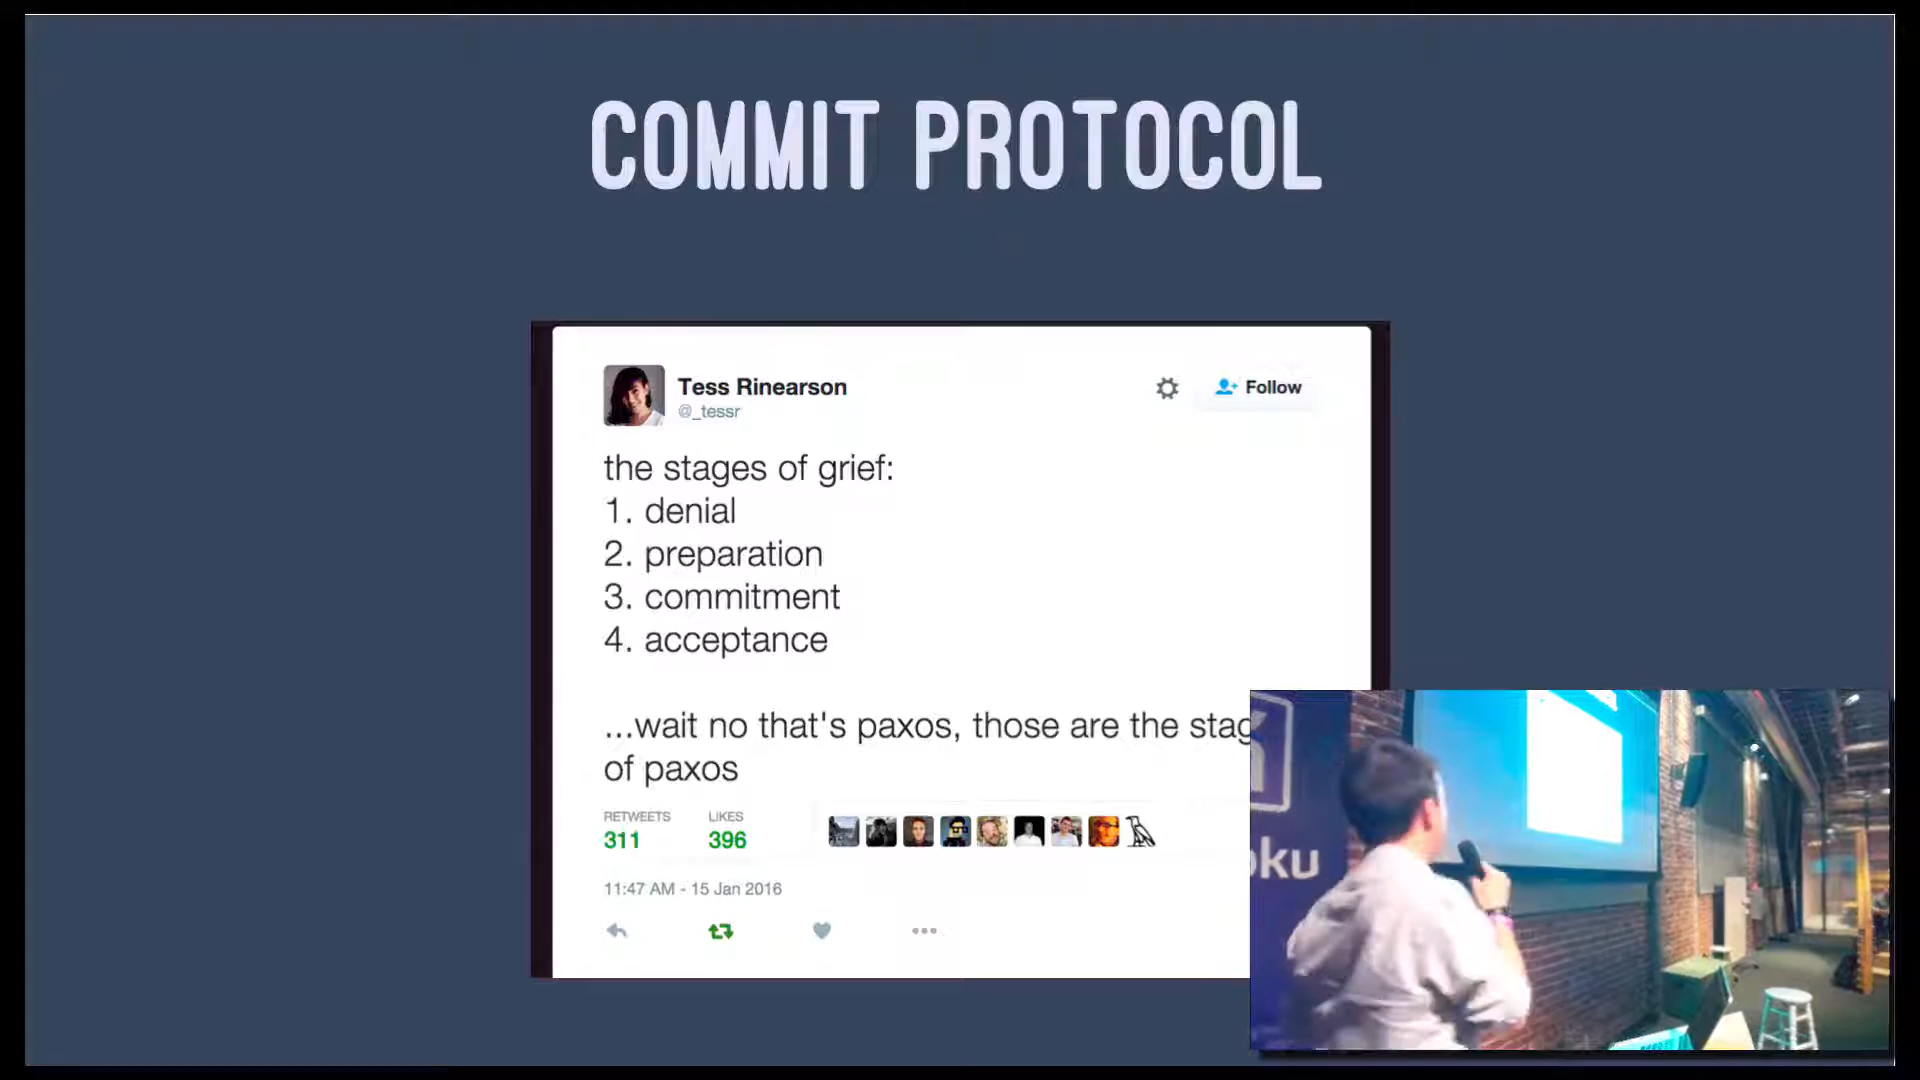 COMMIT PROTOCOL
Tess Rinearson
@_tessr
Follow
the stages of grief:
1. denial
2. preparation
3. commitment
4. acceptance
...wait no that's paxos, those are the stag
of paxos
RETWEETS
LIKES
311
396
11:47 AM - 15 Jan 2016
oku